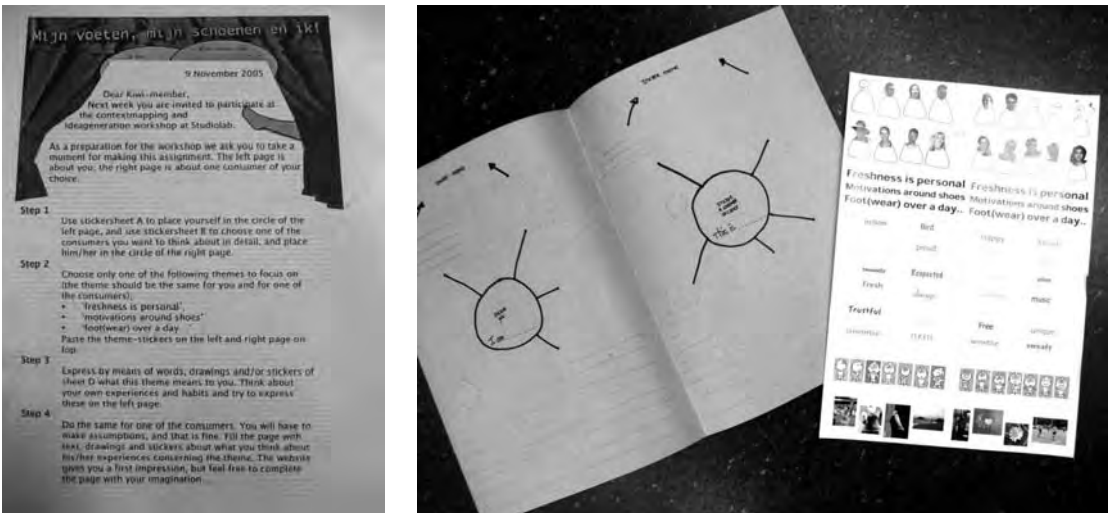 Mijn voeten, mijn schoenen en ik!
9 November 2005
Dear Kiwi-member,
Next week you are invited to participate at
the contextmapping and
Ideageneration workshop at Studiolab.
As a preparation for the workshop we ask you to take a
moment for making this assignment. The left page is
about you; the right page is about one consumer of your
choice.
Step 1
Use stickersheet A to place yourself in the circle of the
left page, and use stickersheet B to choose one of the
consumers you want to think about in detail, and place
him/her in the circle of the right page.
Step 2
Choose only one of the following themes to focus on
(the theme should be the same for you and for one of
the consumers);
• 'freshness is personal',
• 'motivations around shoes'
• 'foot(wear) over a day...'
Paste the theme-stickers on the left and right page on
top.
Step 3
Express by means of words, drawings and/or stickers of
sheet D what this theme means to you. Think about
your own experiences and habits and try to express
these on the left page.
Step 4
Do the same for one of the consumers. You will have to
make assumptions, and that is fine. Fill the page with
text, drawings and stickers about what you think about
his/her experiences concerning the theme. The website
gives you a first impression, but feel free to complete
the page with your imagination
I am
This is
Freshness is personal Freshness is personal
Motivations around shoes Motivations around shoes
Foot(wear) over a day.. Foot(wear) over a day..
Red
happy
proud
Respected
fresh
always
music
Trustful
Free
unique
sweaty